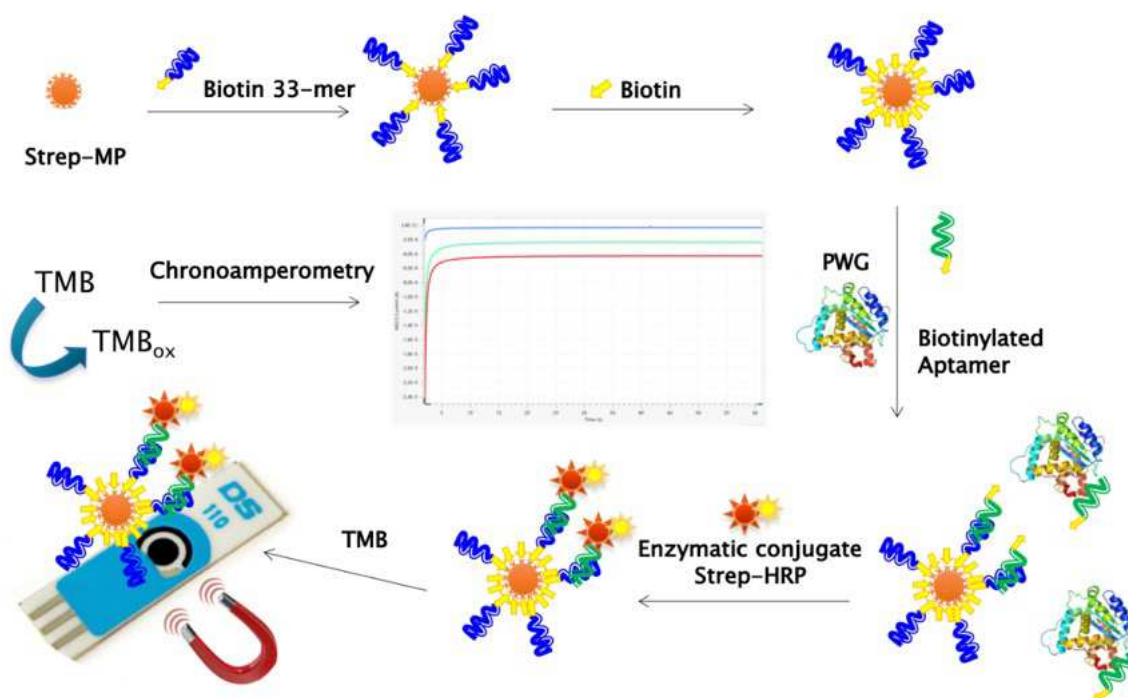 Biotin 33-mer
Biotin
Strep-MP
Chronoamperometry
TMB
TMBox
PWG
Biotinylated
Aptamer
DS
110
TMB
Enzymatic conjugate
Strep-HRP